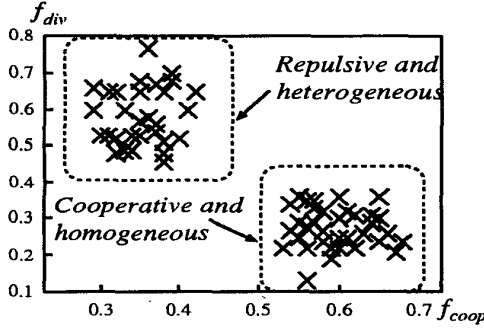 f_div
0.8
0.7
0.6
0.5
0.4
0.3
0.2
0.1
Repulsive and
heterogeneous
Cooperative and
homogeneous
0.3 0.4 0.5 0.6 0.7
f_coop